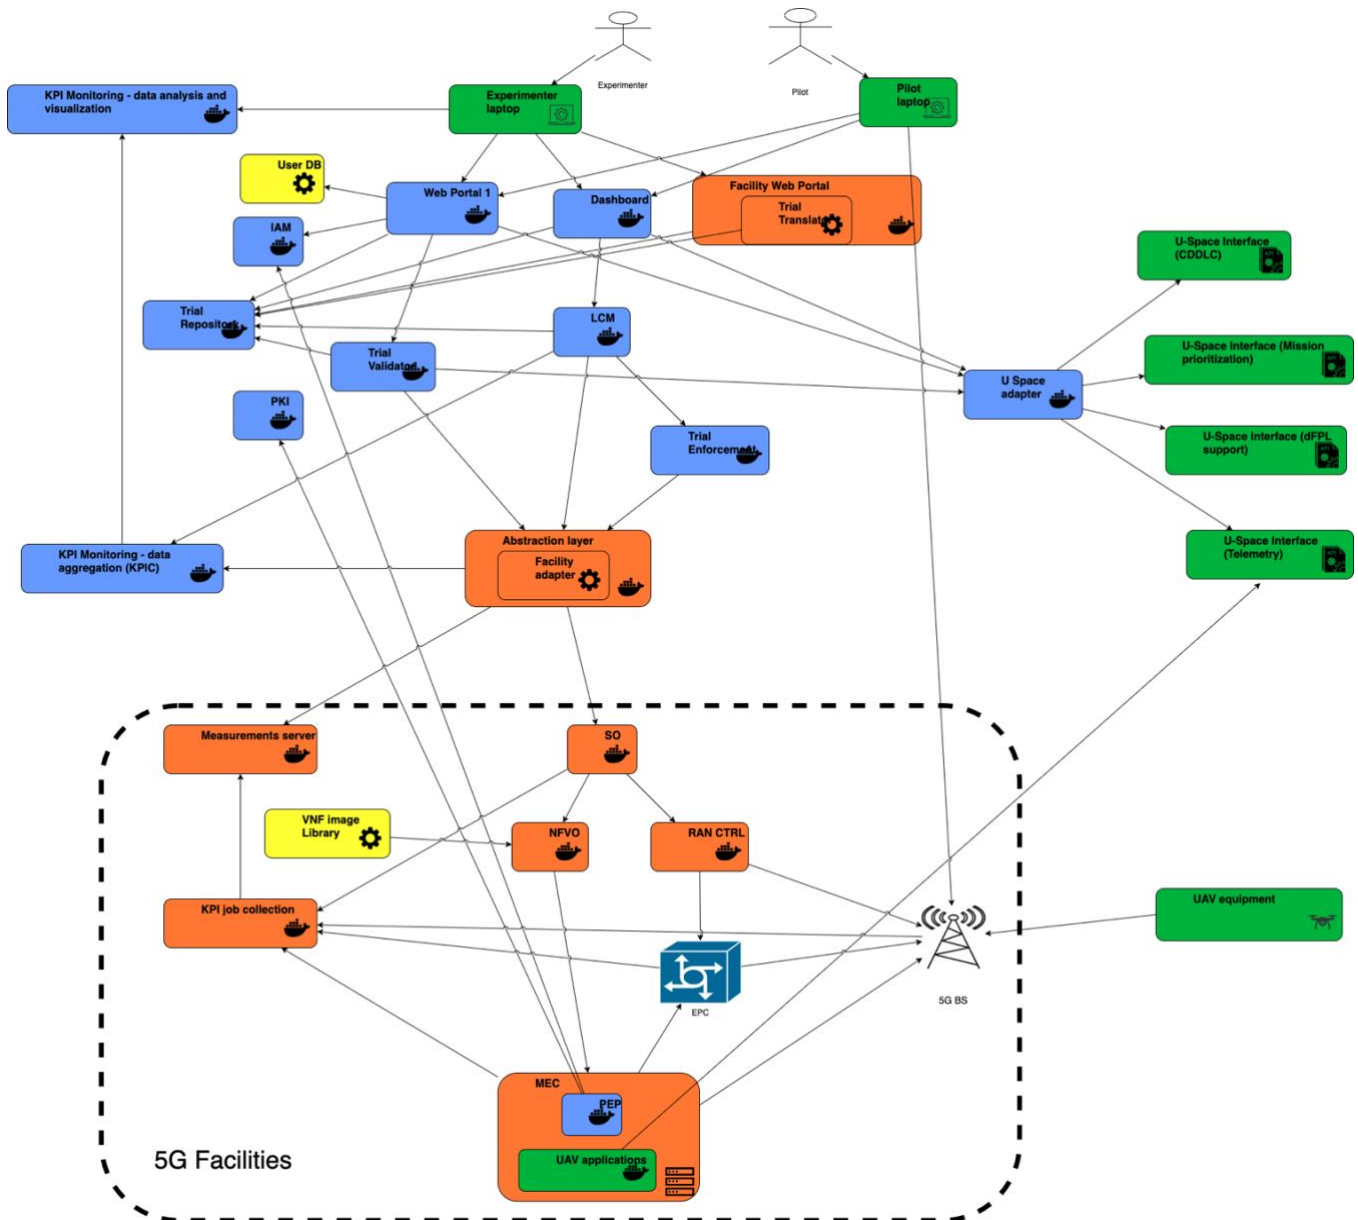 Experimenter
Pilot
KPI Monitoring - data analysis and
visualization
Experimenter
laptop
Pilot
laptop
User DB
Web Portal 1
Dashboard
Facility Web Portal
Trial
Translat
IAM
U-Space Interface
(CDDLC)
Trial
Repository
LCM
Trial
Validator
U-Space Interface (Mission
prioritization)
PKI
U Space
adapter
Trial
Enforcement
U-Space Interface (dFPL
support)
KPI Monitoring - data
aggregation (KPIC)
Abstraction layer
Facility
adapter
U-Space Interface
(Telemetry)
Measurements server
SO
VNF image
Library
NFVO
RAN CTRL
KPI job collection
UAV equipment
EPC
5G BS
MEC
PEP
UAV applications
5G Facilities